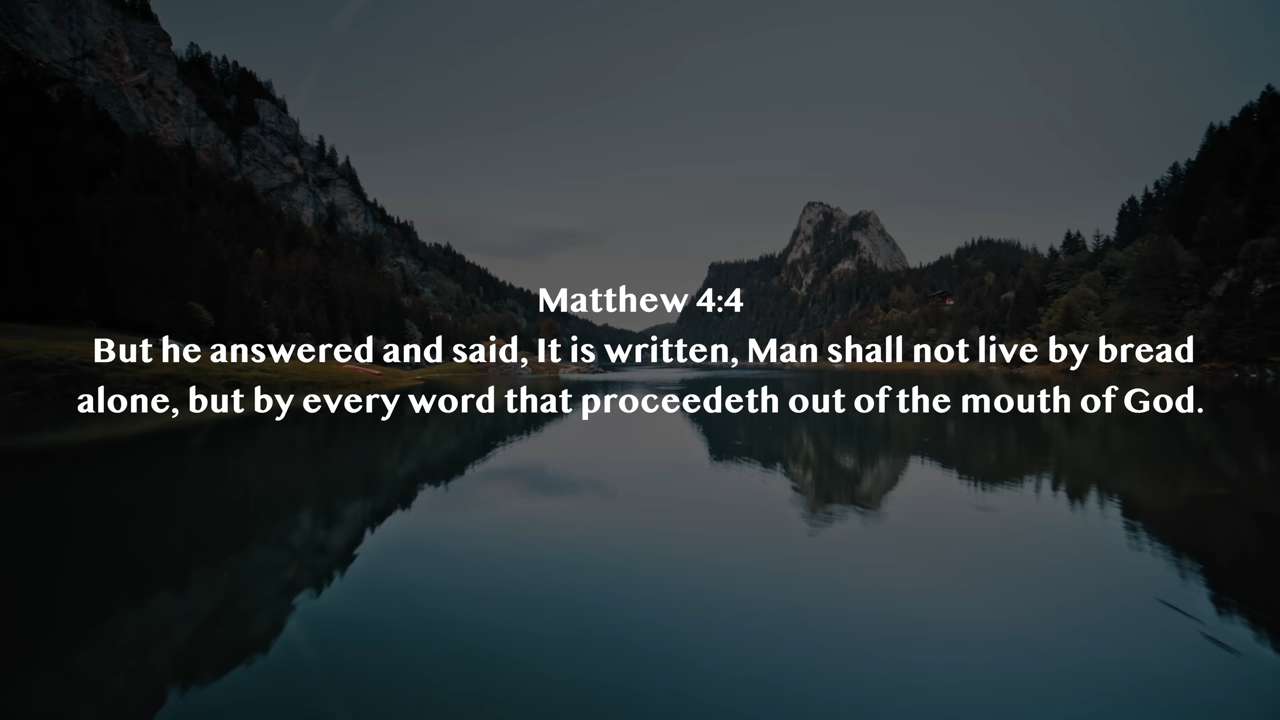 Matthew 4:4
But he answered and said, It is written, Man shall not live by bread
alone, but by every word that proceedeth out of the mouth of God.